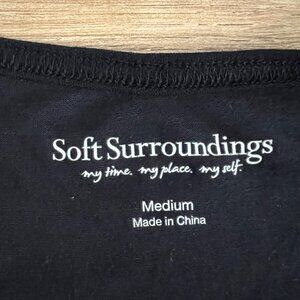 Soft Surroundings
my time. my place. my self.
Medium
Made in China